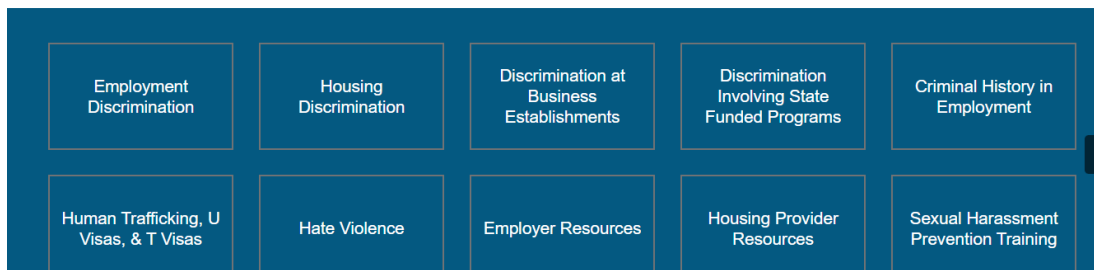 Employment
Discrimination
Housing
Discrimination
Discrimination at
Business
Establishments
Discrimination
Involving State
Funded Programs
Criminal History in
Employment
Human Trafficking, U
Visas, & T Visas
Hate Violence
Employer Resources
Housing Provider
Resources
Sexual Harassment
Prevention Training